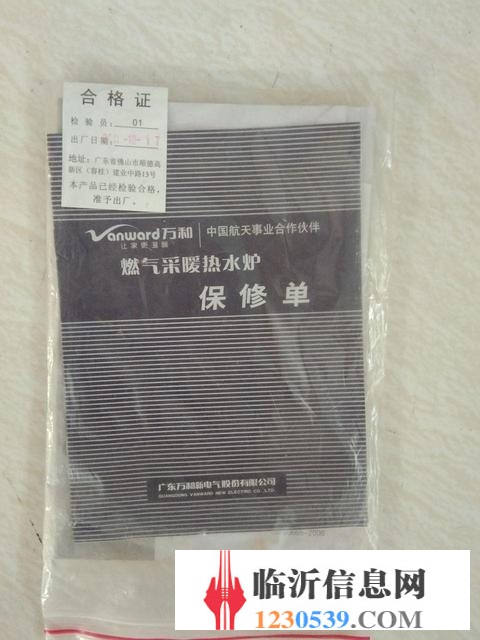 合格证
检验员: 01
出厂日期:
地址:广东省佛山市顺德高
新区(容桂)建业中路13号
本产品已经检验合格,
准予出厂。
Vanward万和 中国航天事业合作伙伴
让家更温暖
燃气采暖热水炉
保修单
广东万和新电气股份有限公司
GUANGDONG VANWARD NEW ELECTRIC CO.,LTD.
临沂信息网
1230539.COM